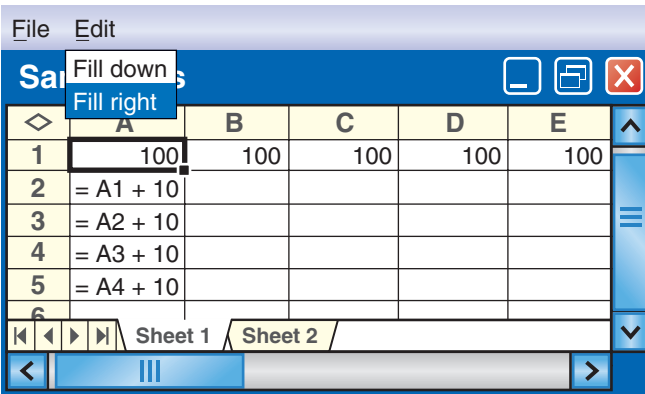 File Edit
Fill down
Fill right
A B C D E
1 100 100 100 100 100
2 = A1 + 10
3 = A2 + 10
4 = A3 + 10
5 = A4 + 10
6
Sheet 1 Sheet 2